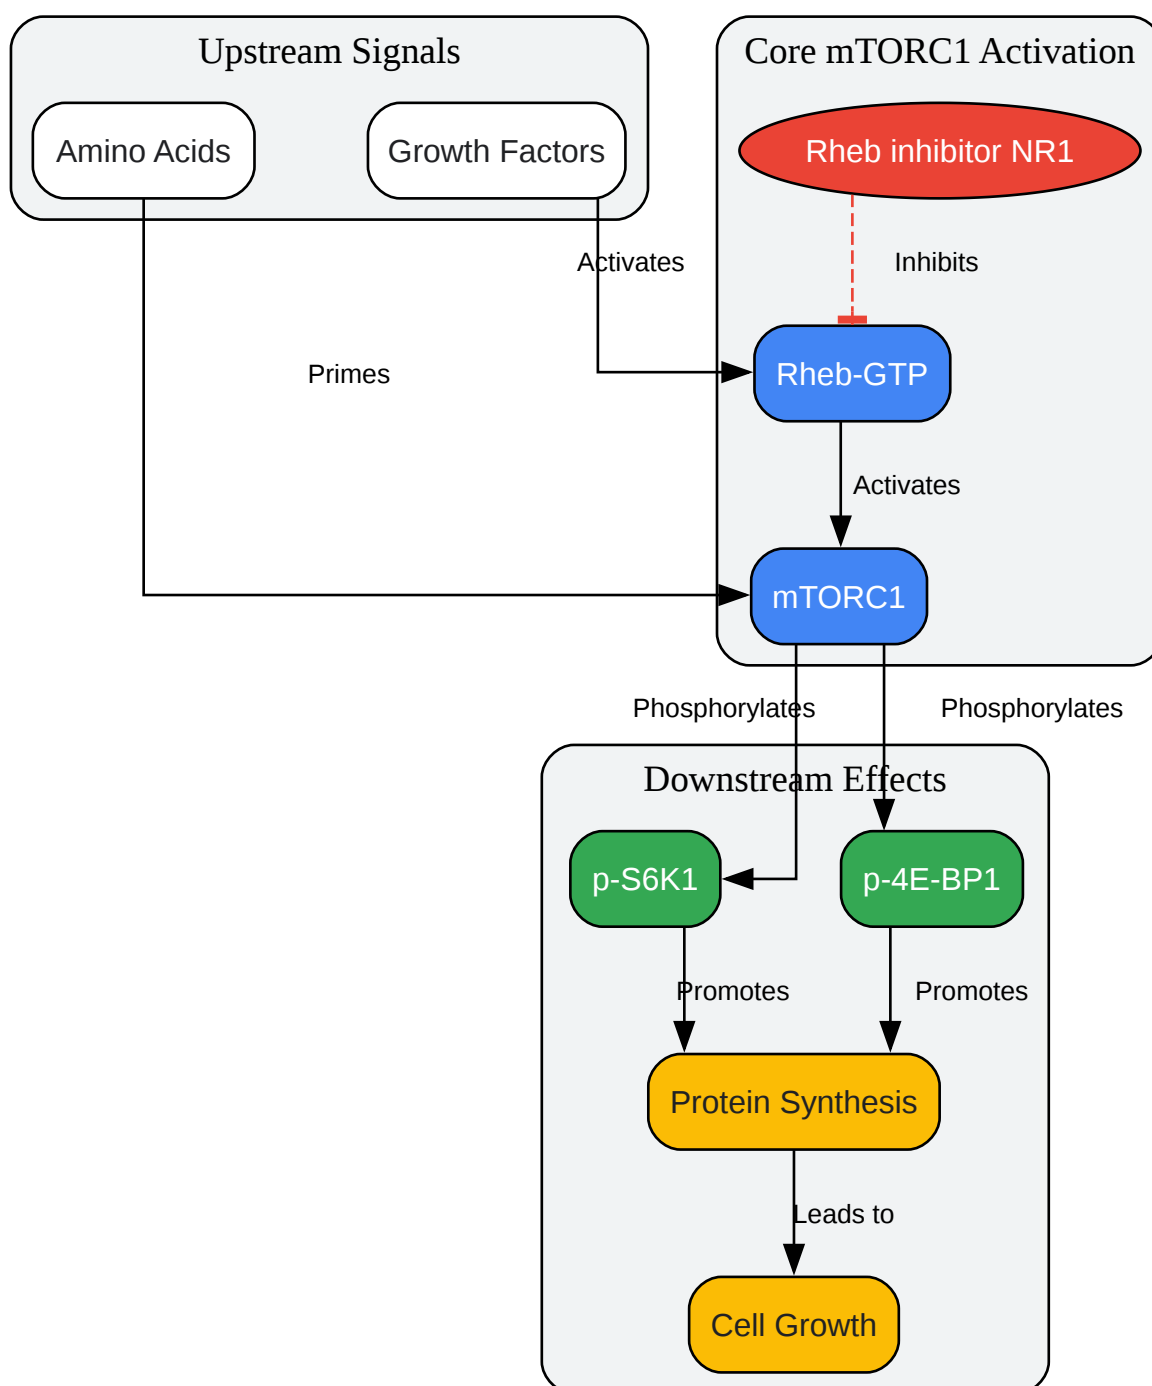 Upstream Signals
Core mTORC1 Activation
Amino Acids
Growth Factors
Rheb inhibitor NR1
Activates
Inhibits
Primes
Rheb-GTP
Activates
mTORC1
Phosphorylates
Phosphorylates
Downstream Effects
p-S6K1
p-4E-BP1
Promotes
Promotes
Protein Synthesis
Leads to
Cell Growth